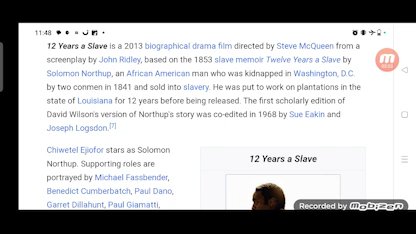 11:48
12 Years a Slave is a 2013 biographical drama film directed by Steve McQueen from a
screenplay by John Ridley, based on the 1853 slave memoir Twelve Years a Slave by
Solomon Northup, an African American man who was kidnapped in Washington, D.C.
by two conmen in 1841 and sold into slavery. He was put to work on plantations in the
state of Louisiana for 12 years before being released. The first scholarly edition of
David Wilson's version of Northup's story was co-edited in 1968 by Sue Eakin and
Joseph Logsdon.[7]
Chiwetel Ejiofor stars as Solomon
Northup. Supporting roles are
portrayed by Michael Fassbender,
Benedict Cumberbatch, Paul Dano,
Garret Dillahunt, Paul Giamatti,
12 Years a Slave
Recorded by Mobizen